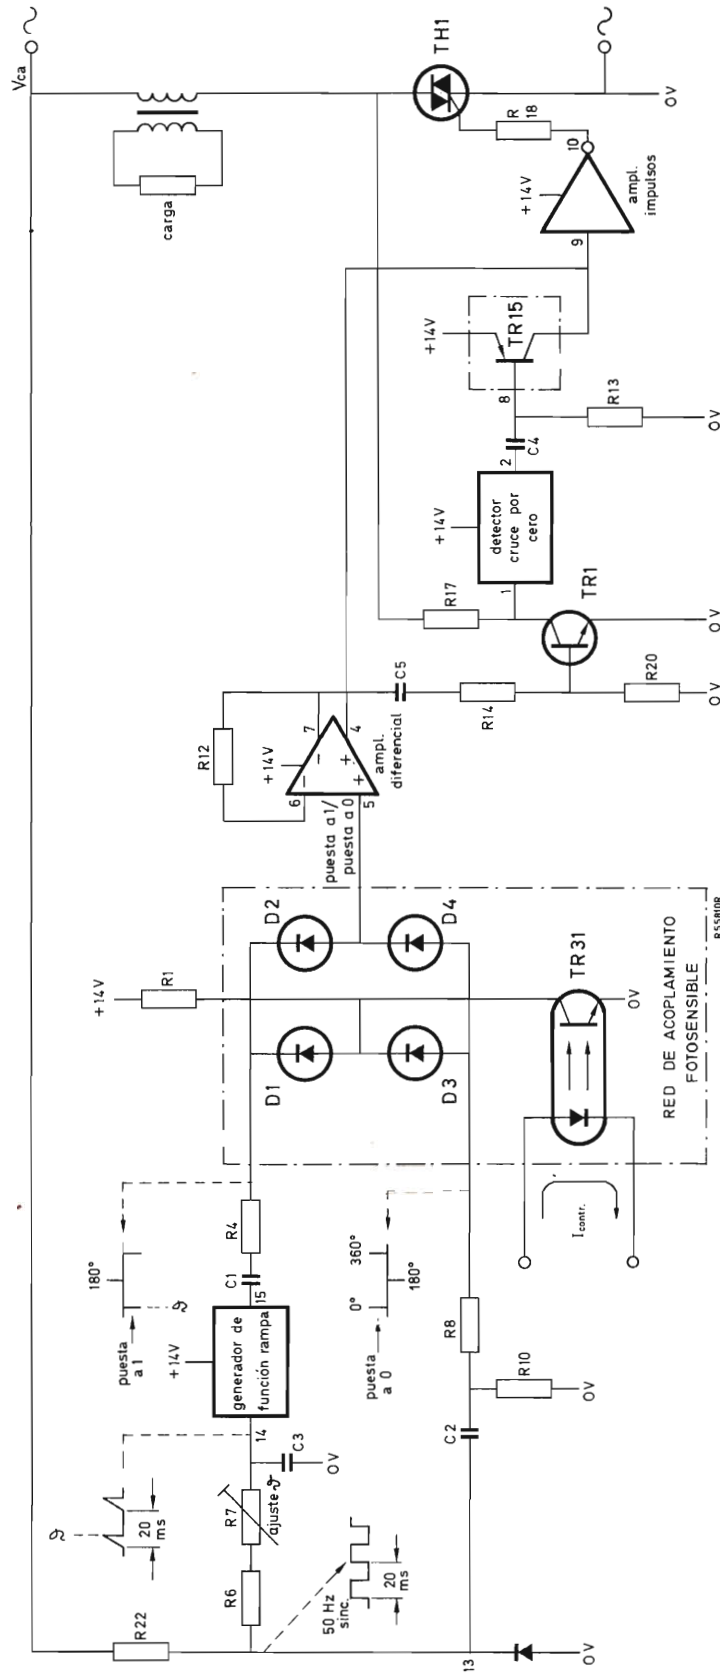 Vca
R22
13
0V
R6
R7
ajuste ϑ
C3
0V
14
50 Hz
sinc.
20
ms
ϑ
20
ms
generador de
función rampa
+14V
15
C1
R4
puesta
a 1
180°
ϑ
puesta
a 0
0°
360°
180°
C2
R10
0V
R8
I contr.
+14V
R1
D1
D2
D3
D4
TR31
0V
RED DE ACOPLAMIENTO
FOTOSENSIBLE
R5581DR
puesta a 1/
puesta a 0
R12
+14V
6
5
7
4
−
−
+
+
ampl.
diferencial
C5
R14
R20
0V
TR1
0V
R17
1
detector
cruce por
cero
+14V
2
C4
8
R13
0V
+14V
TR15
carga
9
+14V
ampl.
impulsos
10
R
18
TH1
0V